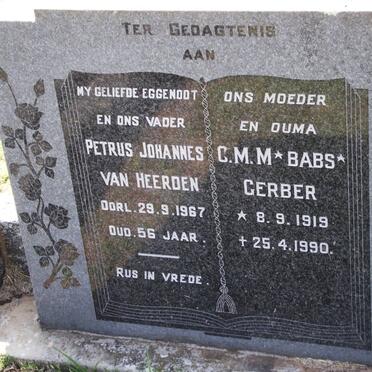 TER GEDAGTENIS
AAN
MY GELIEFDE EGGENOOT
EN ONS VADER
PETRUS JOHANNES
VAN HEERDEN
OORL. 29.9.1967
OUD. 56 JAAR.
RUS IN VREDE.
ONS MOEDER
EN OUMA
C.M.M * BABS *
GERBER
* 8.9.1919
† 25.4.1990.